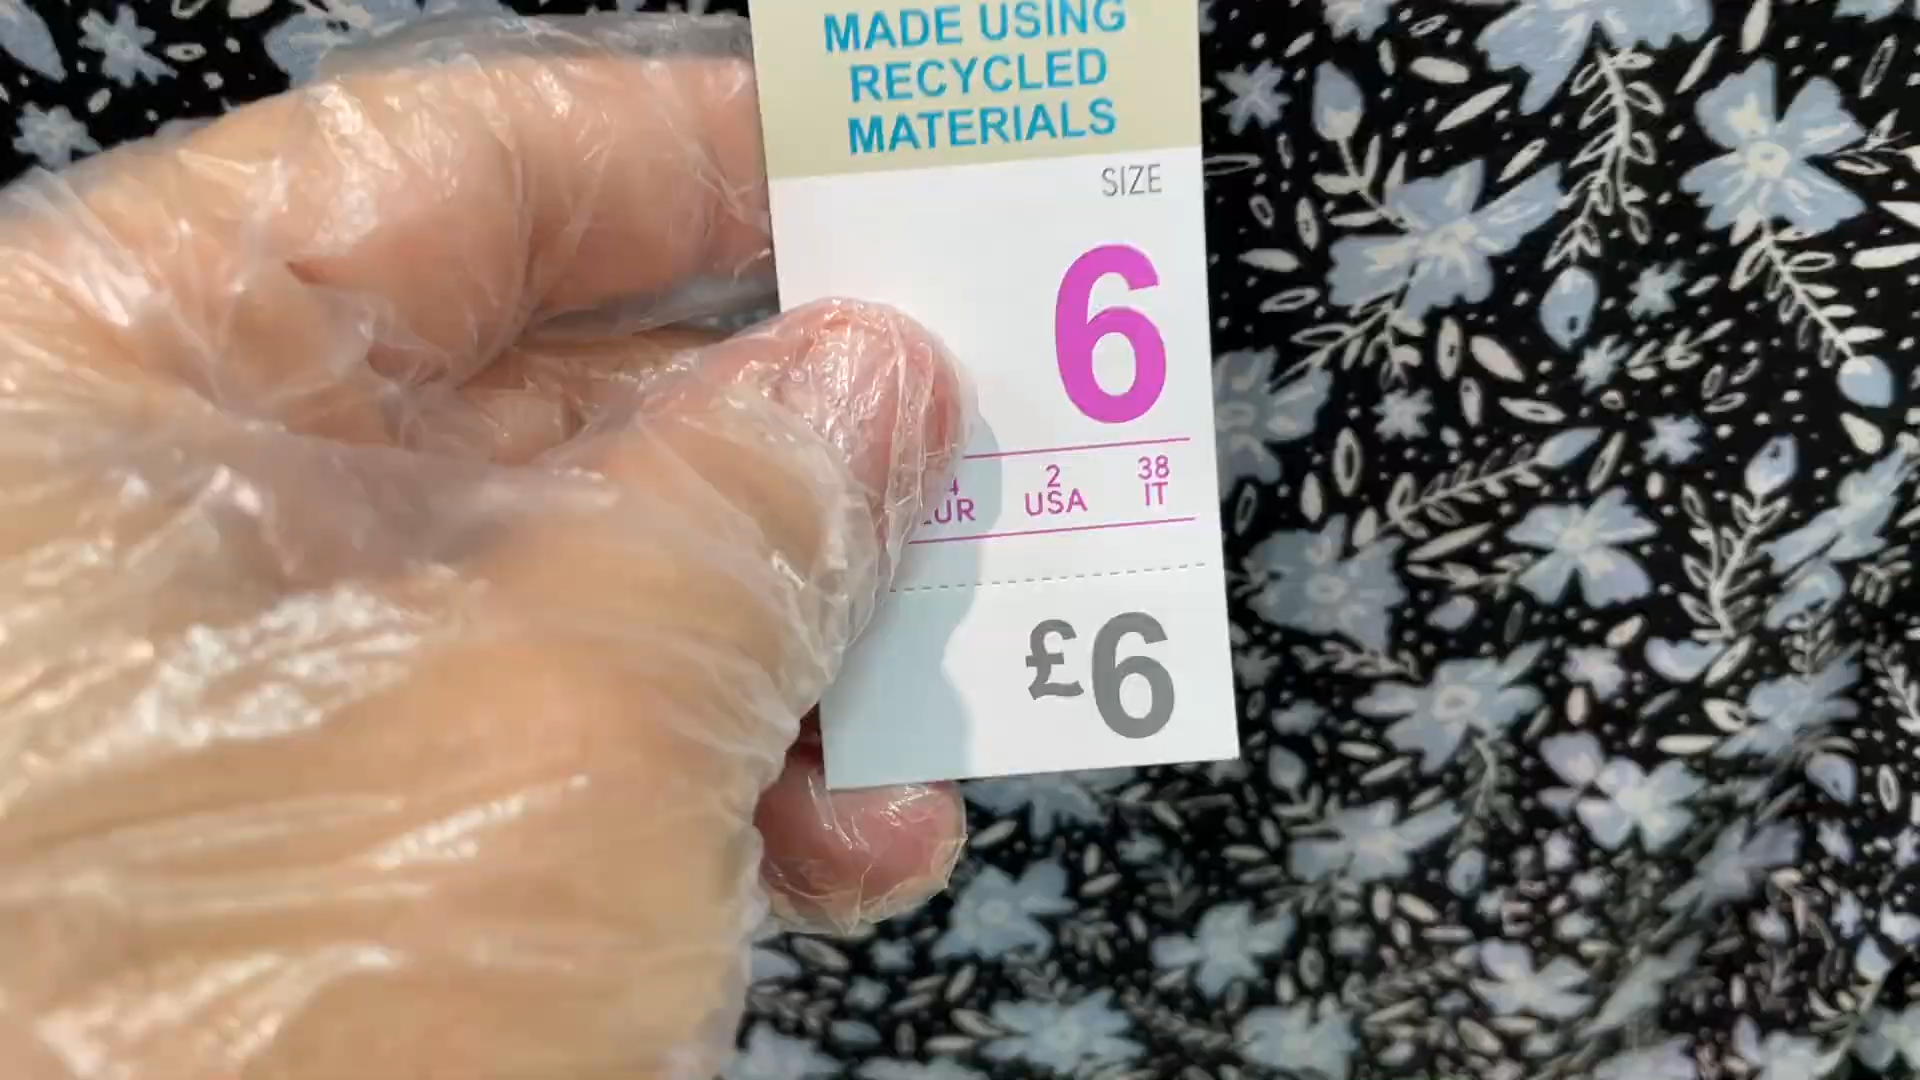 MADE USING
RECYCLED
MATERIALS
SIZE
6
2 38
USA IT
£6